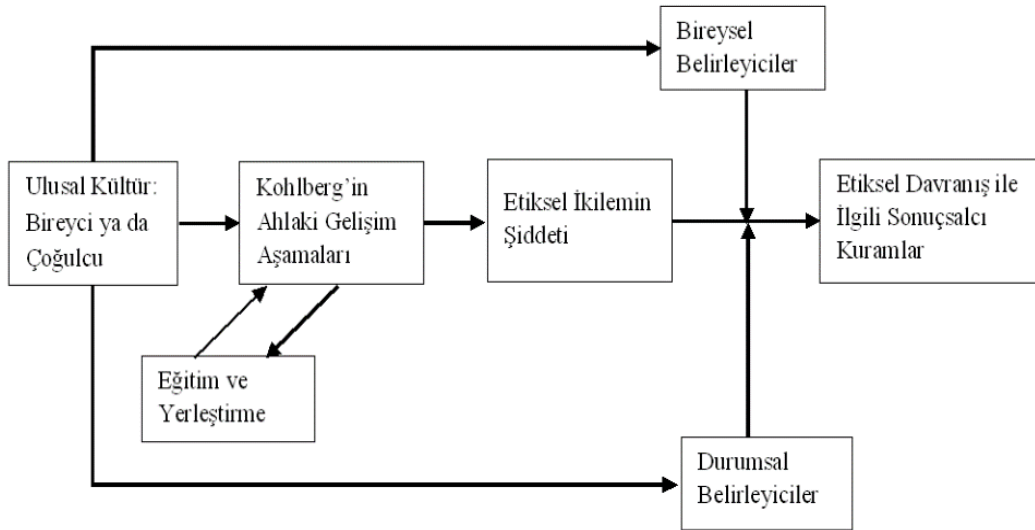 Bireysel
Belirleyiciler
Ulusal Kültür:
Bireyci ya da
Çoğulcu
Kohlberg’in
Ahlaki Gelişim
Aşamaları
Etiksel İkilemin
Şiddeti
Etiksel Davranış ile
İlgili Sonuçsalcı
Kuramlar
Eğitim ve
Yerleştirme
Durumsal
Belirleyiciler